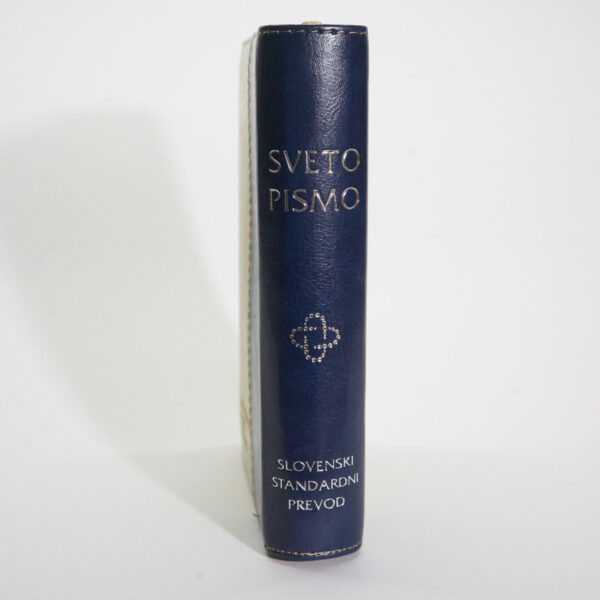 SVETO
PISMO
SLOVENSKI
STANDARDNI
PREVOD